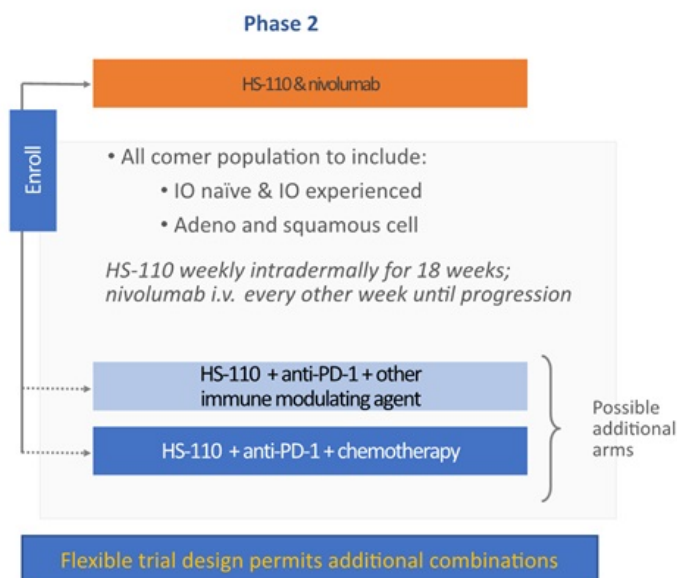 Phase 2
HS-110 & nivolumab
Enroll
• All comer population to include:
• IO naïve & IO experienced
• Adeno and squamous cell
HS-110 weekly intradermally for 18 weeks;
nivolumab i.v. every other week until progression
HS-110 + anti-PD-1 + other
immune modulating agent
HS-110 + anti-PD-1 + chemotherapy
Possible
additional
arms
Flexible trial design permits additional combinations